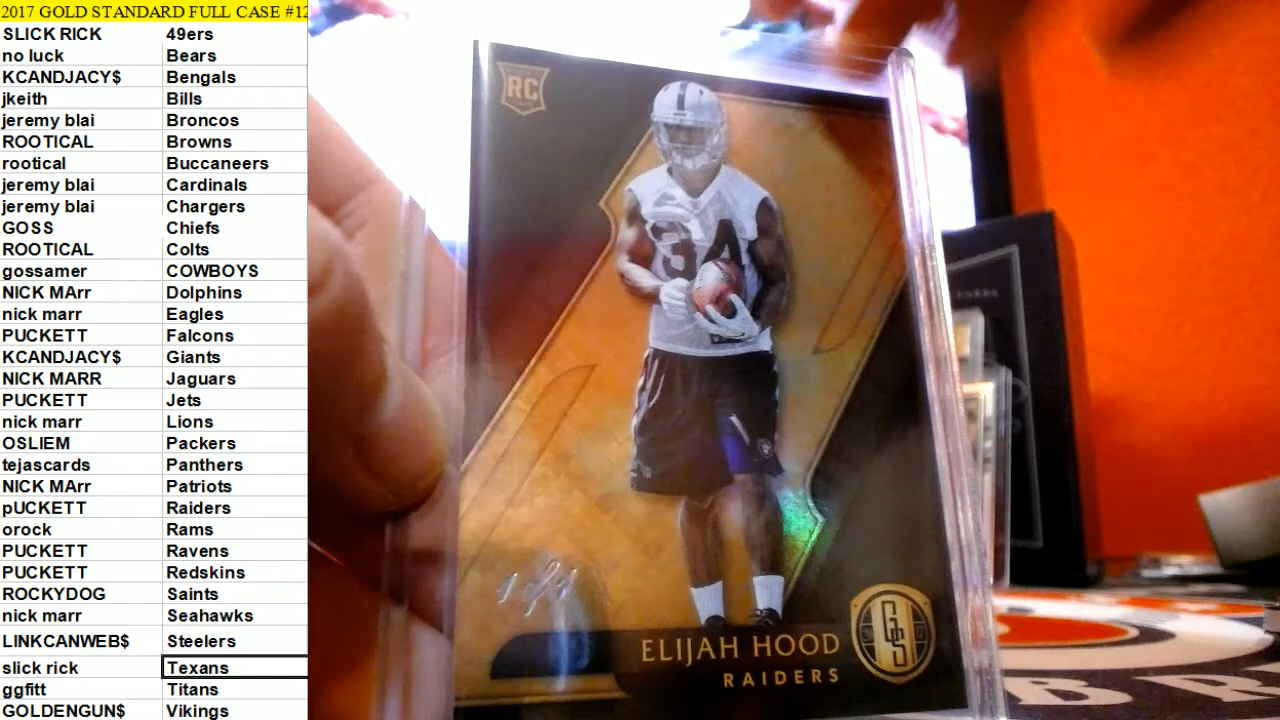 2017 GOLD STANDARD FULL CASE #12
SLICK RICK 49ers
no luck Bears
KCANDJACY$ Bengals
jkeith Bills
jeremy blai Broncos
ROOTICAL Browns
rootical Buccaneers
jeremy blai Cardinals
jeremy blai Chargers
GOSS Chiefs
ROOTICAL Colts
gossamer COWBOYS
NICK MArr Dolphins
nick marr Eagles
PUCKETT Falcons
KCANDJACY$ Giants
NICK MARR Jaguars
PUCKETT Jets
nick marr Lions
OSLIEM Packers
tejascards Panthers
NICK MArr Patriots
pUCKETT Raiders
orock Rams
PUCKETT Ravens
PUCKETT Redskins
ROCKYDOG Saints
nick marr Seahawks
LINKCANWEB$ Steelers
slick rick Texans
ggfitt Titans
GOLDENGUN$ Vikings
RC
34
1 of 1
ELIJAH HOOD
RAIDERS
GS
BR